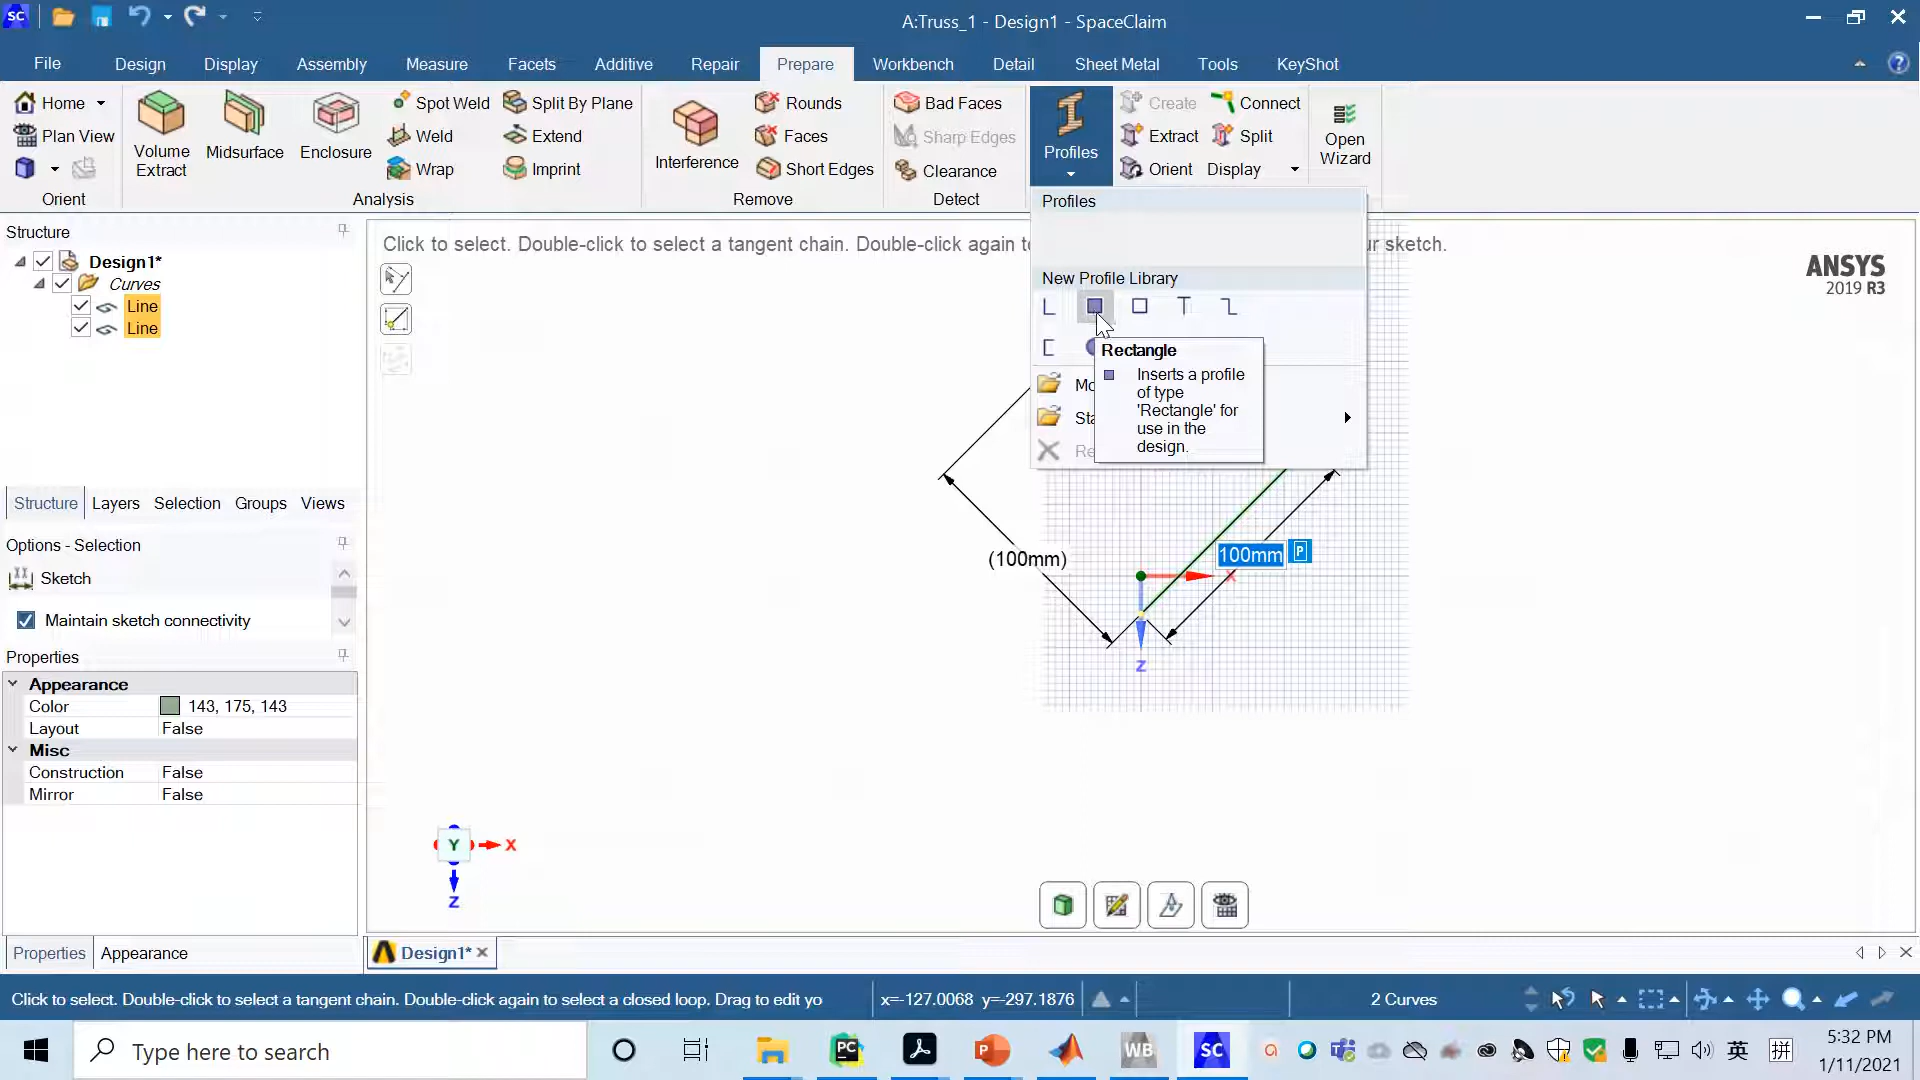 SC
A:Truss_1 - Design1 - SpaceClaim
File
Design
Display
Assembly
Measure
Facets
Additive
Repair
Prepare
Workbench
Detail
Sheet Metal
Tools
KeyShot
Home
Plan View
Orient
Volume Extract
Midsurface
Enclosure
Spot Weld
Weld
Wrap
Split By Plane
Extend
Imprint
Analysis
Interference
Rounds
Faces
Short Edges
Remove
Bad Faces
Sharp Edges
Clearance
Detect
Profiles
Create
Extract
Orient
Connect
Split
Display
Open Wizard
Structure
Design1*
Curves
Line
Line
Structure
Layers
Selection
Groups
Views
Options - Selection
Sketch
Maintain sketch connectivity
Properties
Appearance
Color 143, 175, 143
Layout False
Misc
Construction False
Mirror False
Properties
Appearance
Click to select. Double-click to select a tangent chain. Double-click again to
ur sketch.
ANSYS
2019 R3
Profiles
New Profile Library
Rectangle
Inserts a profile
of type
'Rectangle' for
use in the
design.
(100mm)
100mm
P
X
Z
Y
X
Z
Design1*
Click to select. Double-click to select a tangent chain. Double-click again to select a closed loop. Drag to edit yo
x=-127.0068 y=-297.1876
2 Curves
Type here to search
PC
P
WB
SC
英
拼
5:32 PM
1/11/2021